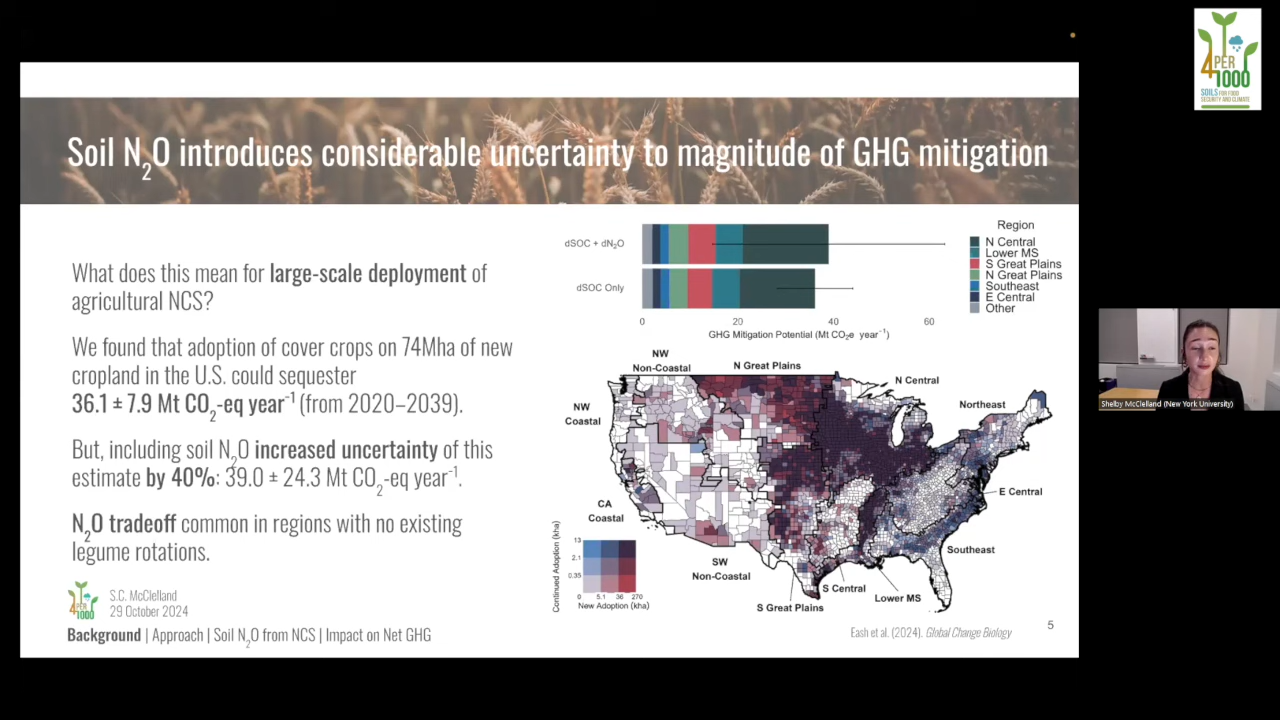 4 PER
1000
SOILS FOR FOOD
SECURITY AND CLIMATE
Soil N2O introduces considerable uncertainty to magnitude of GHG mitigation
What does this mean for large-scale deployment of
agricultural NCS?
We found that adoption of cover crops on 74Mha of new
cropland in the U.S. could sequester
36.1 ± 7.9 Mt CO2-eq year-1 (from 2020–2039).
But, including soil N2O increased uncertainty of this
estimate by 40%: 39.0 ± 24.3 Mt CO2-eq year-1.
N2O tradeoff common in regions with no existing
legume rotations.
4 PER
1000
S.C. McClelland
29 October 2024
Background | Approach | Soil N2O from NCS | Impact on Net GHG
dSOC + dN2O
dSOC Only
0 20 40 60
GHG Mitigation Potential (Mt CO2e year-1)
Region
N Central
Lower MS
S Great Plains
N Great Plains
Southeast
E Central
Other
NW
Non-Coastal
N Great Plains
N Central
NW
Coastal
Northeast
E Central
CA
Coastal
Southeast
SW
Non-Coastal
S Central
Lower MS
S Great Plains
Continued Adoption (kha)
13
2.1
0.35
0 5.1 36 270
New Adoption (kha)
Eash et al. (2024). Global Change Biology
5
Shelby McClelland (New York University)